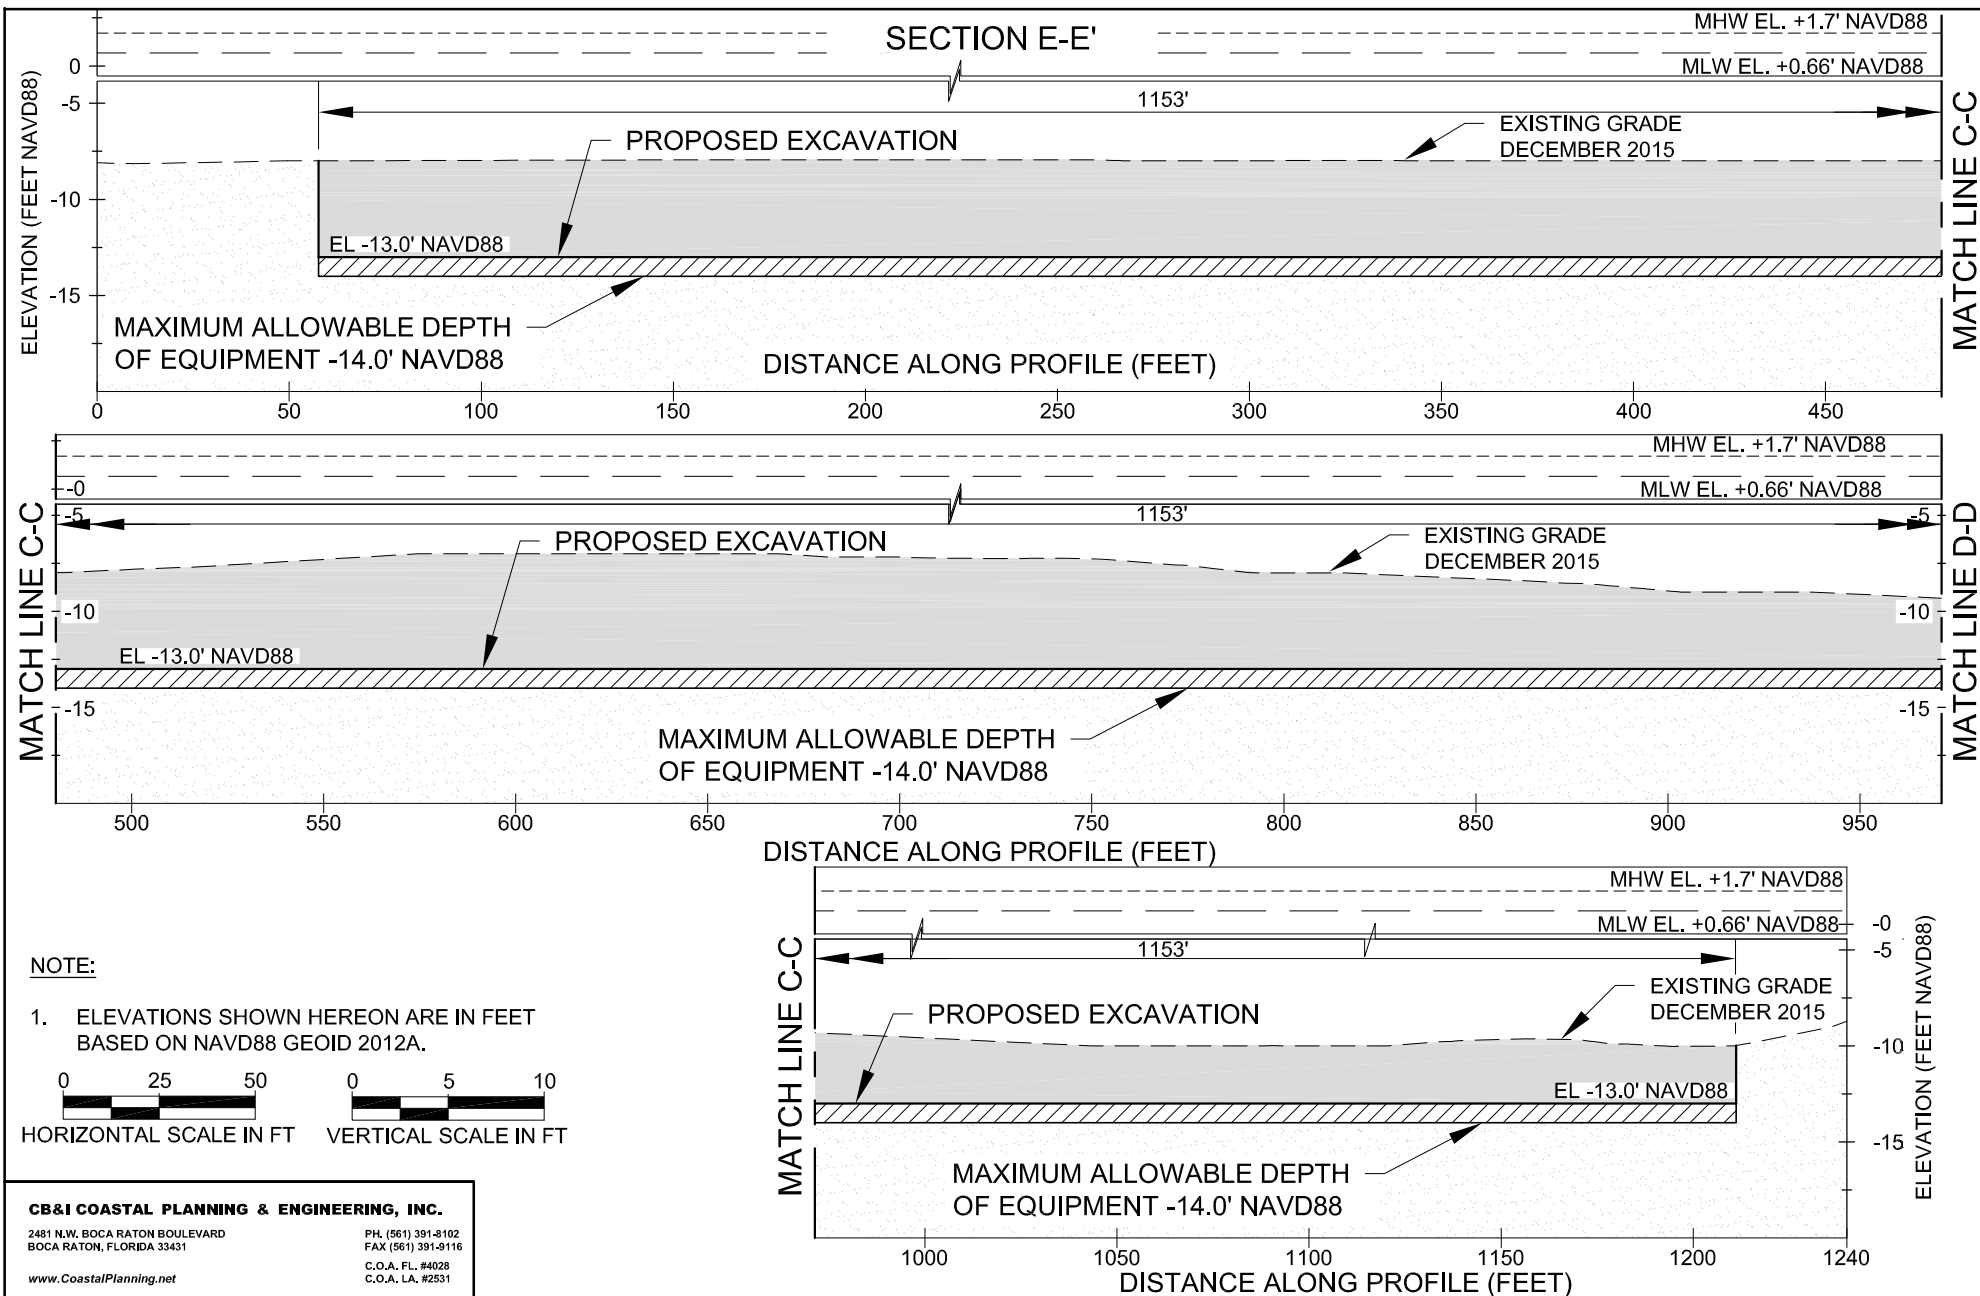 SECTION E-E'
MHW EL. +1.7' NAVD88
MLW EL. +0.66' NAVD88
0
-5
-10
-15
ELEVATION (FEET NAVD88)
1153'
PROPOSED EXCAVATION
EXISTING GRADE
DECEMBER 2015
EL -13.0' NAVD88
MAXIMUM ALLOWABLE DEPTH
OF EQUIPMENT -14.0' NAVD88
DISTANCE ALONG PROFILE (FEET)
0 50 100 150 200 250 300 350 400 450
MATCH LINE C-C
MATCH LINE C-C
MHW EL. +1.7' NAVD88
MLW EL. +0.66' NAVD88
-0
-5
-10
-15
1153'
PROPOSED EXCAVATION
EXISTING GRADE
DECEMBER 2015
-5
-10
-15
EL -13.0' NAVD88
MAXIMUM ALLOWABLE DEPTH
OF EQUIPMENT -14.0' NAVD88
MATCH LINE D-D
500 550 600 650 700 750 800 850 900 950
DISTANCE ALONG PROFILE (FEET)
MATCH LINE C-C
MHW EL. +1.7' NAVD88
MLW EL. +0.66' NAVD88
1153'
PROPOSED EXCAVATION
EXISTING GRADE
DECEMBER 2015
EL -13.0' NAVD88
MAXIMUM ALLOWABLE DEPTH
OF EQUIPMENT -14.0' NAVD88
-0
-5
-10
-15
ELEVATION (FEET NAVD88)
1000 1050 1100 1150 1200 1240
DISTANCE ALONG PROFILE (FEET)
NOTE:
1. ELEVATIONS SHOWN HEREON ARE IN FEET
BASED ON NAVD88 GEOID 2012A.
0 25 50
HORIZONTAL SCALE IN FT
0 5 10
VERTICAL SCALE IN FT
CB&I COASTAL PLANNING & ENGINEERING, INC.
2481 N.W. BOCA RATON BOULEVARD
BOCA RATON, FLORIDA 33431
www.CoastalPlanning.net
PH. (561) 391-8102
FAX (561) 391-9116
C.O.A. FL. #4028
C.O.A. LA. #2531